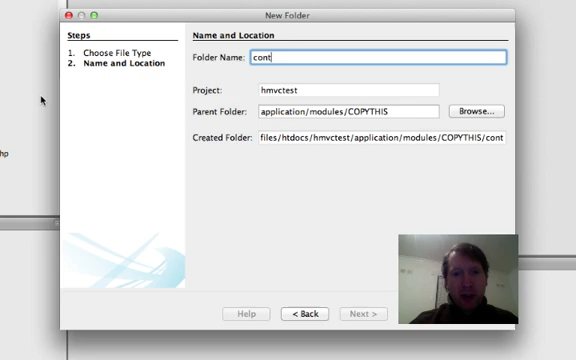 New Folder
Steps
1. Choose File Type
2. Name and Location
Name and Location
Folder Name: cont
Project: hmvctest
Parent Folder: application/modules/COPYTHIS Browse...
Created Folder: files/htdocs/hmvctest/application/modules/COPYTHIS/cont
hp
Help < Back Next >